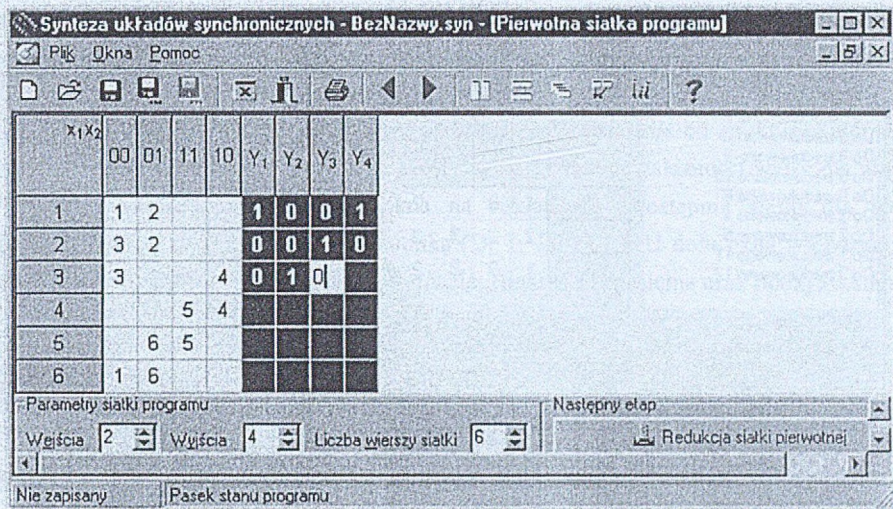 Synteza układów synchronicznych - BezNazwy.syn - [Pierwotna siatka programu]
Plik Okna Pomoc
x₁x₂ 00 01 11 10 Y₁ Y₂ Y₃ Y₄
1 1 2 1 0 0 1
2 3 2 0 0 1 0
3 3 4 0 1 0
4 5 4
5 6 5
6 1 6
Parametry siatki programu Następny etap
Wejścia 2 Wyjścia 4 Liczba wierszy siatki 6 Redukcja siatki pierwotnej
Nie zapisany Pasek stanu programu